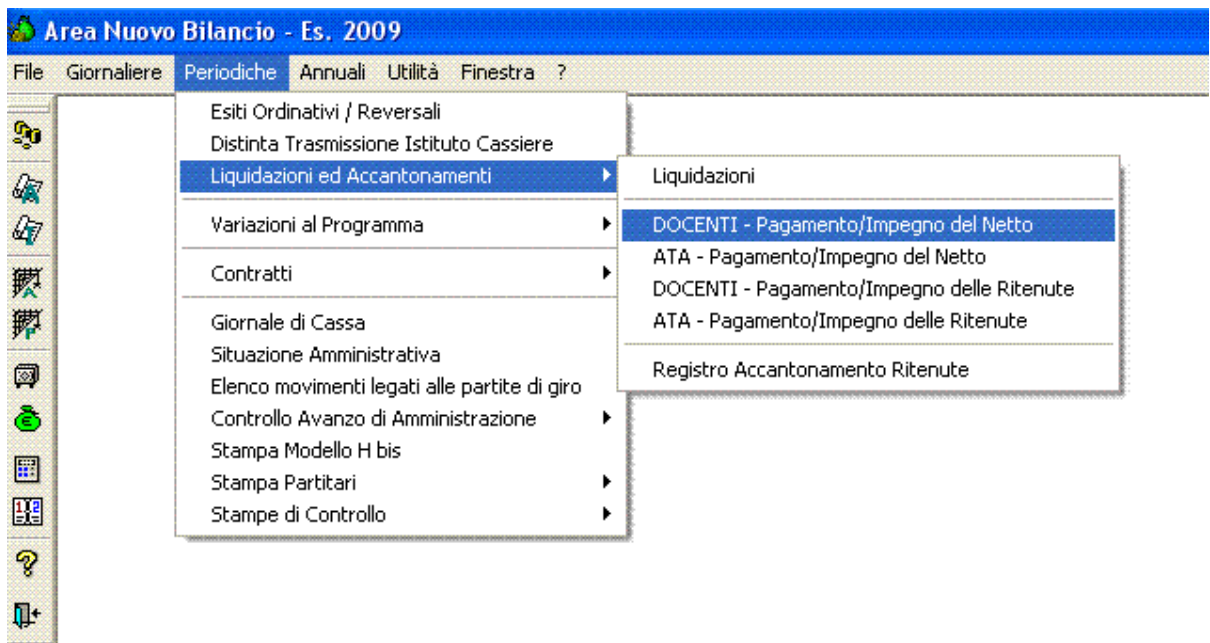 Area Nuovo Bilancio - Es. 2009
File Giornaliere Periodiche Annuali Utilità Finestra ?
Esiti Ordinativi / Reversali
Distinta Trasmissione Istituto Cassiere
Liquidazioni ed Accantonamenti
Variazioni al Programma
Contratti
Giornale di Cassa
Situazione Amministrativa
Elenco movimenti legati alle partite di giro
Controllo Avanzo di Amministrazione
Stampa Modello H bis
Stampa Partitari
Stampe di Controllo
Liquidazioni
DOCENTI - Pagamento/Impegno del Netto
ATA - Pagamento/Impegno del Netto
DOCENTI - Pagamento/Impegno delle Ritenute
ATA - Pagamento/Impegno delle Ritenute
Registro Accantonamento Ritenute